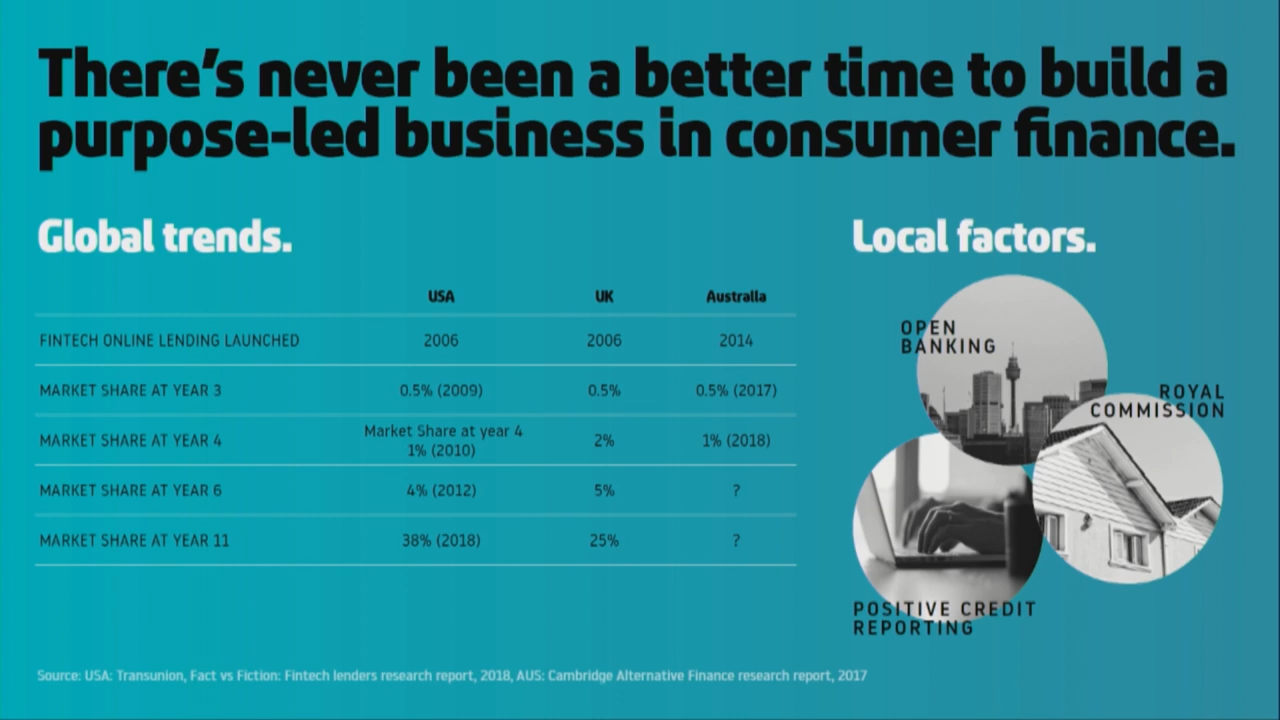 There's never been a better time to build a
purpose-led business in consumer finance.
Global trends.
USA UK Australia
FINTECH ONLINE LENDING LAUNCHED 2006 2006 2014
MARKET SHARE AT YEAR 3 0.5% (2009) 0.5% 0.5% (2017)
MARKET SHARE AT YEAR 4 Market Share at year 4
1% (2010) 2% 1% (2018)
MARKET SHARE AT YEAR 6 4% (2012) 5% ?
MARKET SHARE AT YEAR 11 38% (2018) 25% ?
Local factors.
OPEN
BANKING
ROYAL
COMMISSION
POSITIVE CREDIT
REPORTING
Source: USA: Transunion, Fact vs Fiction: Fintech lenders research report, 2018, AUS: Cambridge Alternative Finance research report, 2017